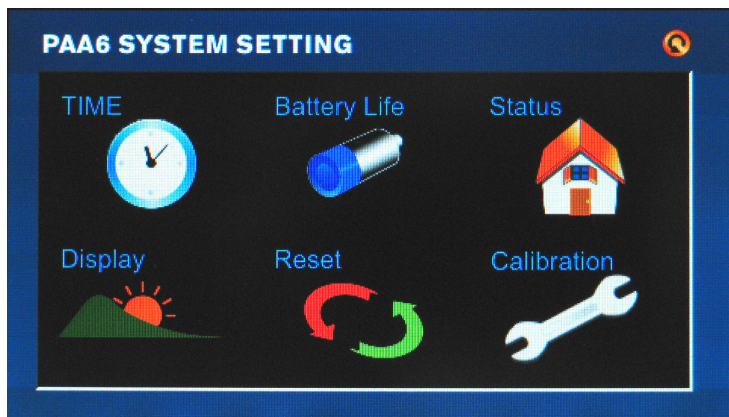 PAA6 SYSTEM SETTING
TIME
Battery Life
Status
Display
Reset
Calibration